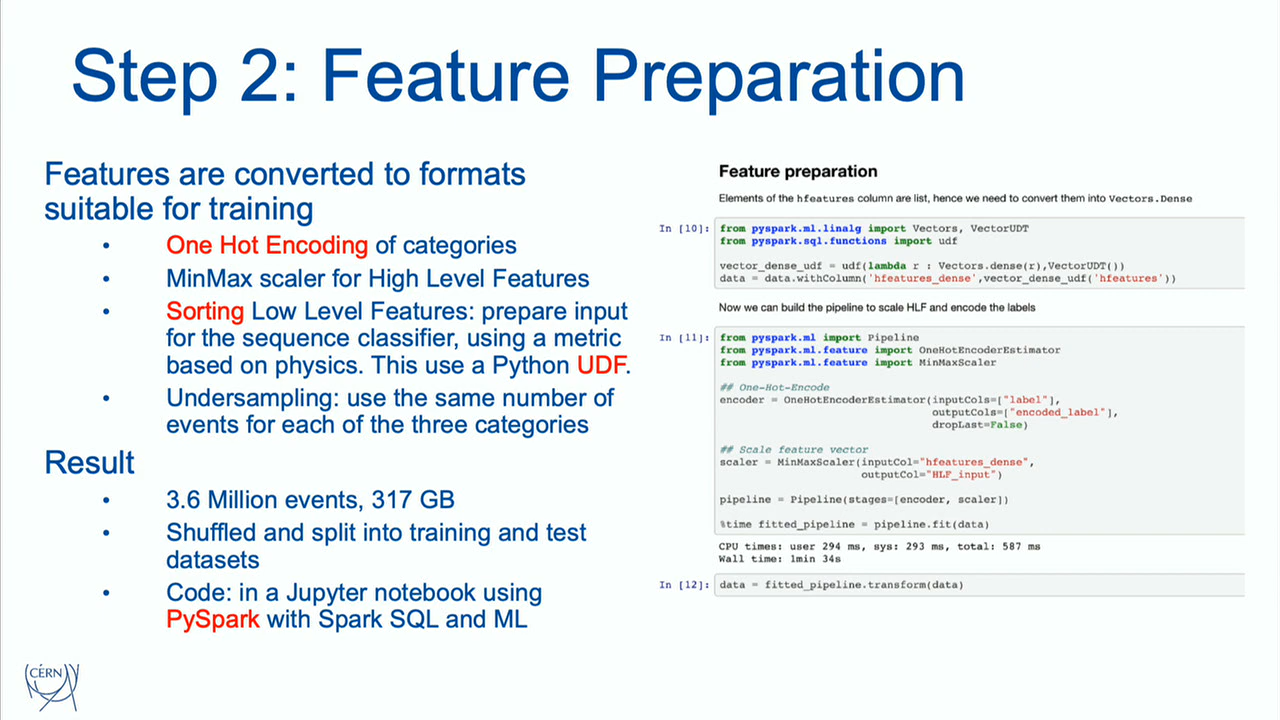 Step 2: Feature Preparation
Features are converted to formats
suitable for training
• One Hot Encoding of categories
• MinMax scaler for High Level Features
• Sorting Low Level Features: prepare input
for the sequence classifier, using a metric
based on physics. This use a Python UDF.
• Undersampling: use the same number of
events for each of the three categories
Result
• 3.6 Million events, 317 GB
• Shuffled and split into training and test
datasets
• Code: in a Jupyter notebook using
PySpark with Spark SQL and ML
CERN
Feature preparation
Elements of the hfeatures column are list, hence we need to convert them into Vectors.Dense
In [10]: from pyspark.ml.linalg import Vectors, VectorUDT
from pyspark.sql.functions import udf
vector_dense_udf = udf(lambda r : Vectors.dense(r),VectorUDT())
data = data.withColumn('hfeatures_dense',vector_dense_udf('hfeatures'))
Now we can build the pipeline to scale HLF and encode the labels
In [11]: from pyspark.ml import Pipeline
from pyspark.ml.feature import OneHotEncoderEstimator
from pyspark.ml.feature import MinMaxScaler
## One-Hot-Encode
encoder = OneHotEncoderEstimator(inputCols=["label"],
outputCols=["encoded_label"],
dropLast=False)
## Scale feature vector
scaler = MinMaxScaler(inputCol="hfeatures_dense",
outputCol="HLF_input")
pipeline = Pipeline(stages=[encoder, scaler])
%time fitted_pipeline = pipeline.fit(data)
CPU times: user 294 ms, sys: 293 ms, total: 587 ms
Wall time: 1min 34s
In [12]: data = fitted_pipeline.transform(data)